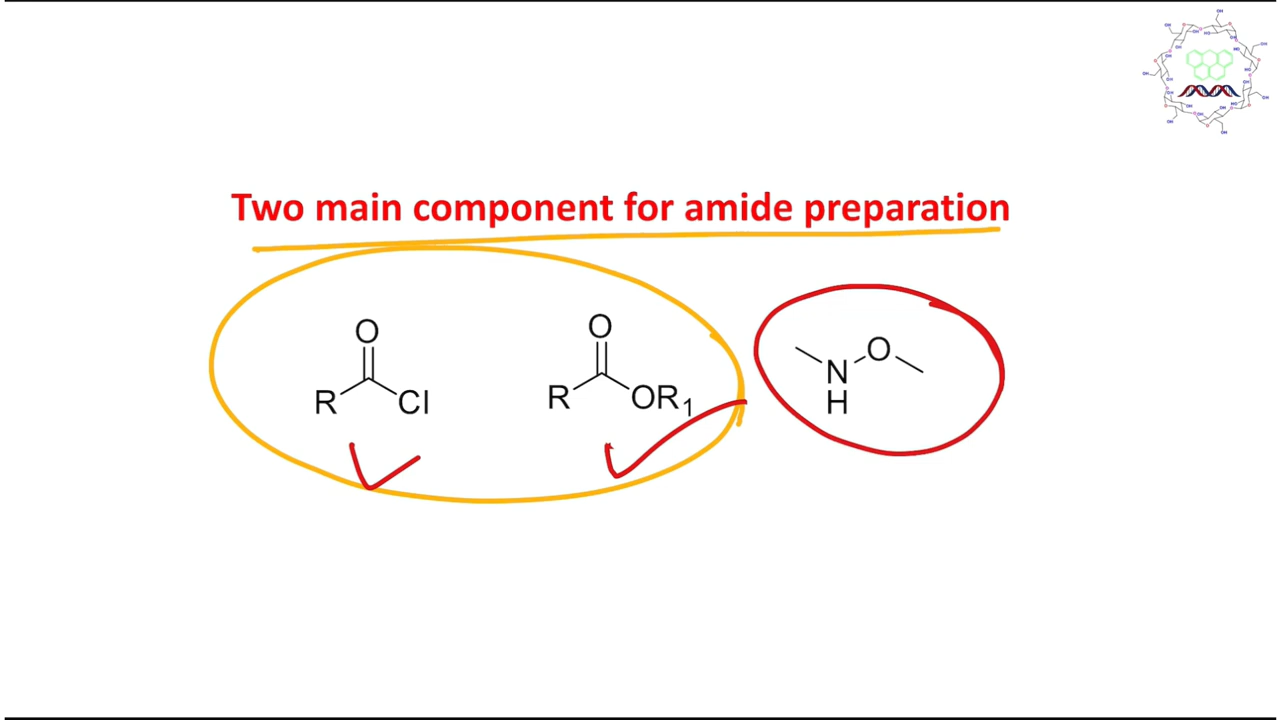 Two main component for amide preparation
O
R
Cl
O
R
OR₁
O
N
H